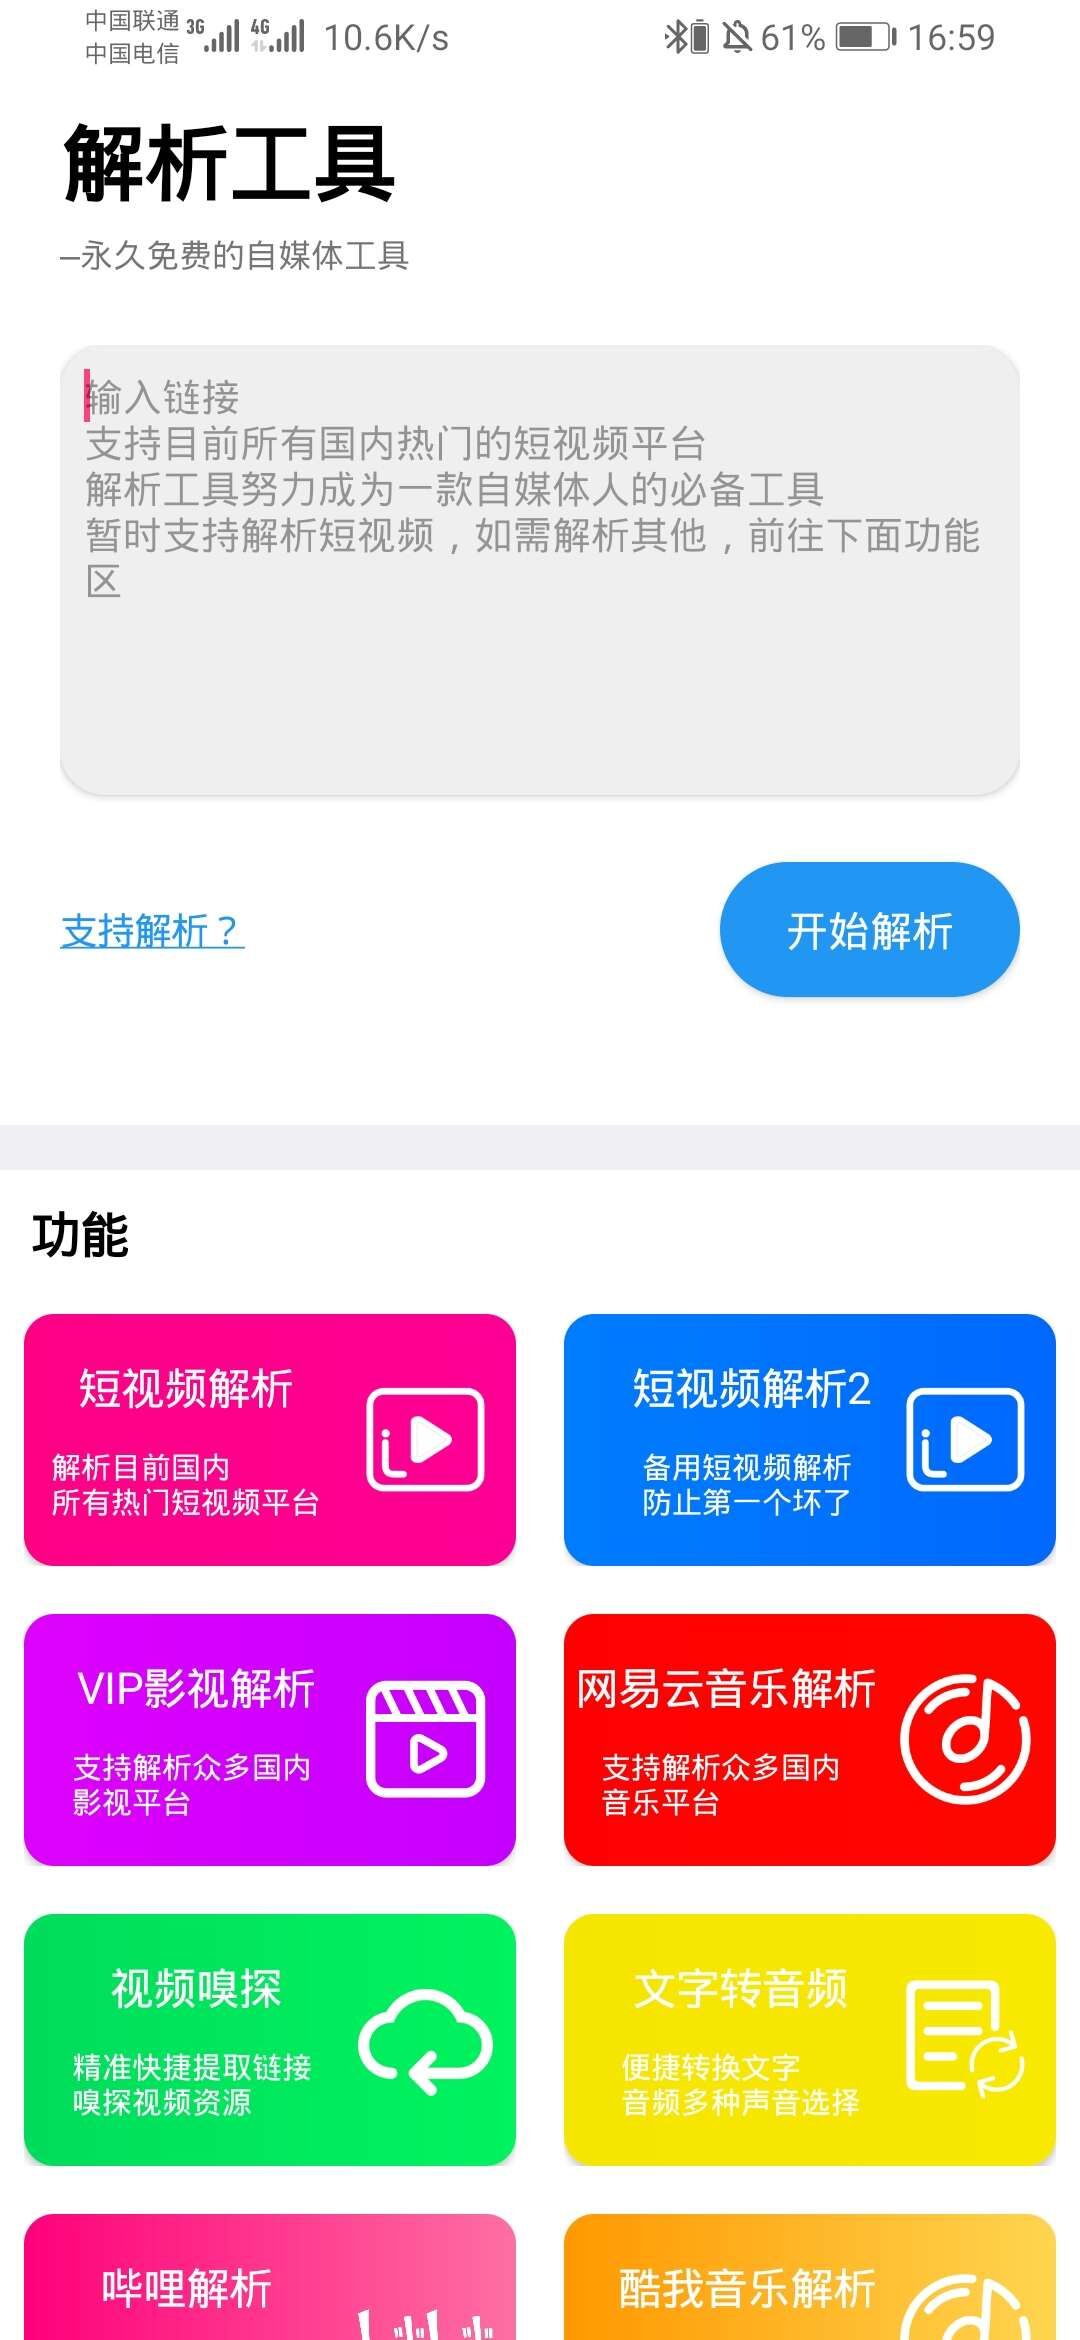 中国联通 3G 4G 10.6K/s 61% 16:59
中国电信
解析工具
–永久免费的自媒体工具
输入链接
支持目前所有国内热门的短视频平台
解析工具努力成为一款自媒体人的必备工具
暂时支持解析短视频，如需解析其他，前往下面功能
区
支持解析？
开始解析
功能
短视频解析
解析目前国内
所有热门短视频平台
短视频解析2
备用短视频解析
防止第一个坏了
VIP影视解析
支持解析众多国内
影视平台
网易云音乐解析
支持解析众多国内
音乐平台
视频嗅探
精准快捷提取链接
嗅探视频资源
文字转音频
便捷转换文字
音频多种声音选择
哔哩解析
酷我音乐解析